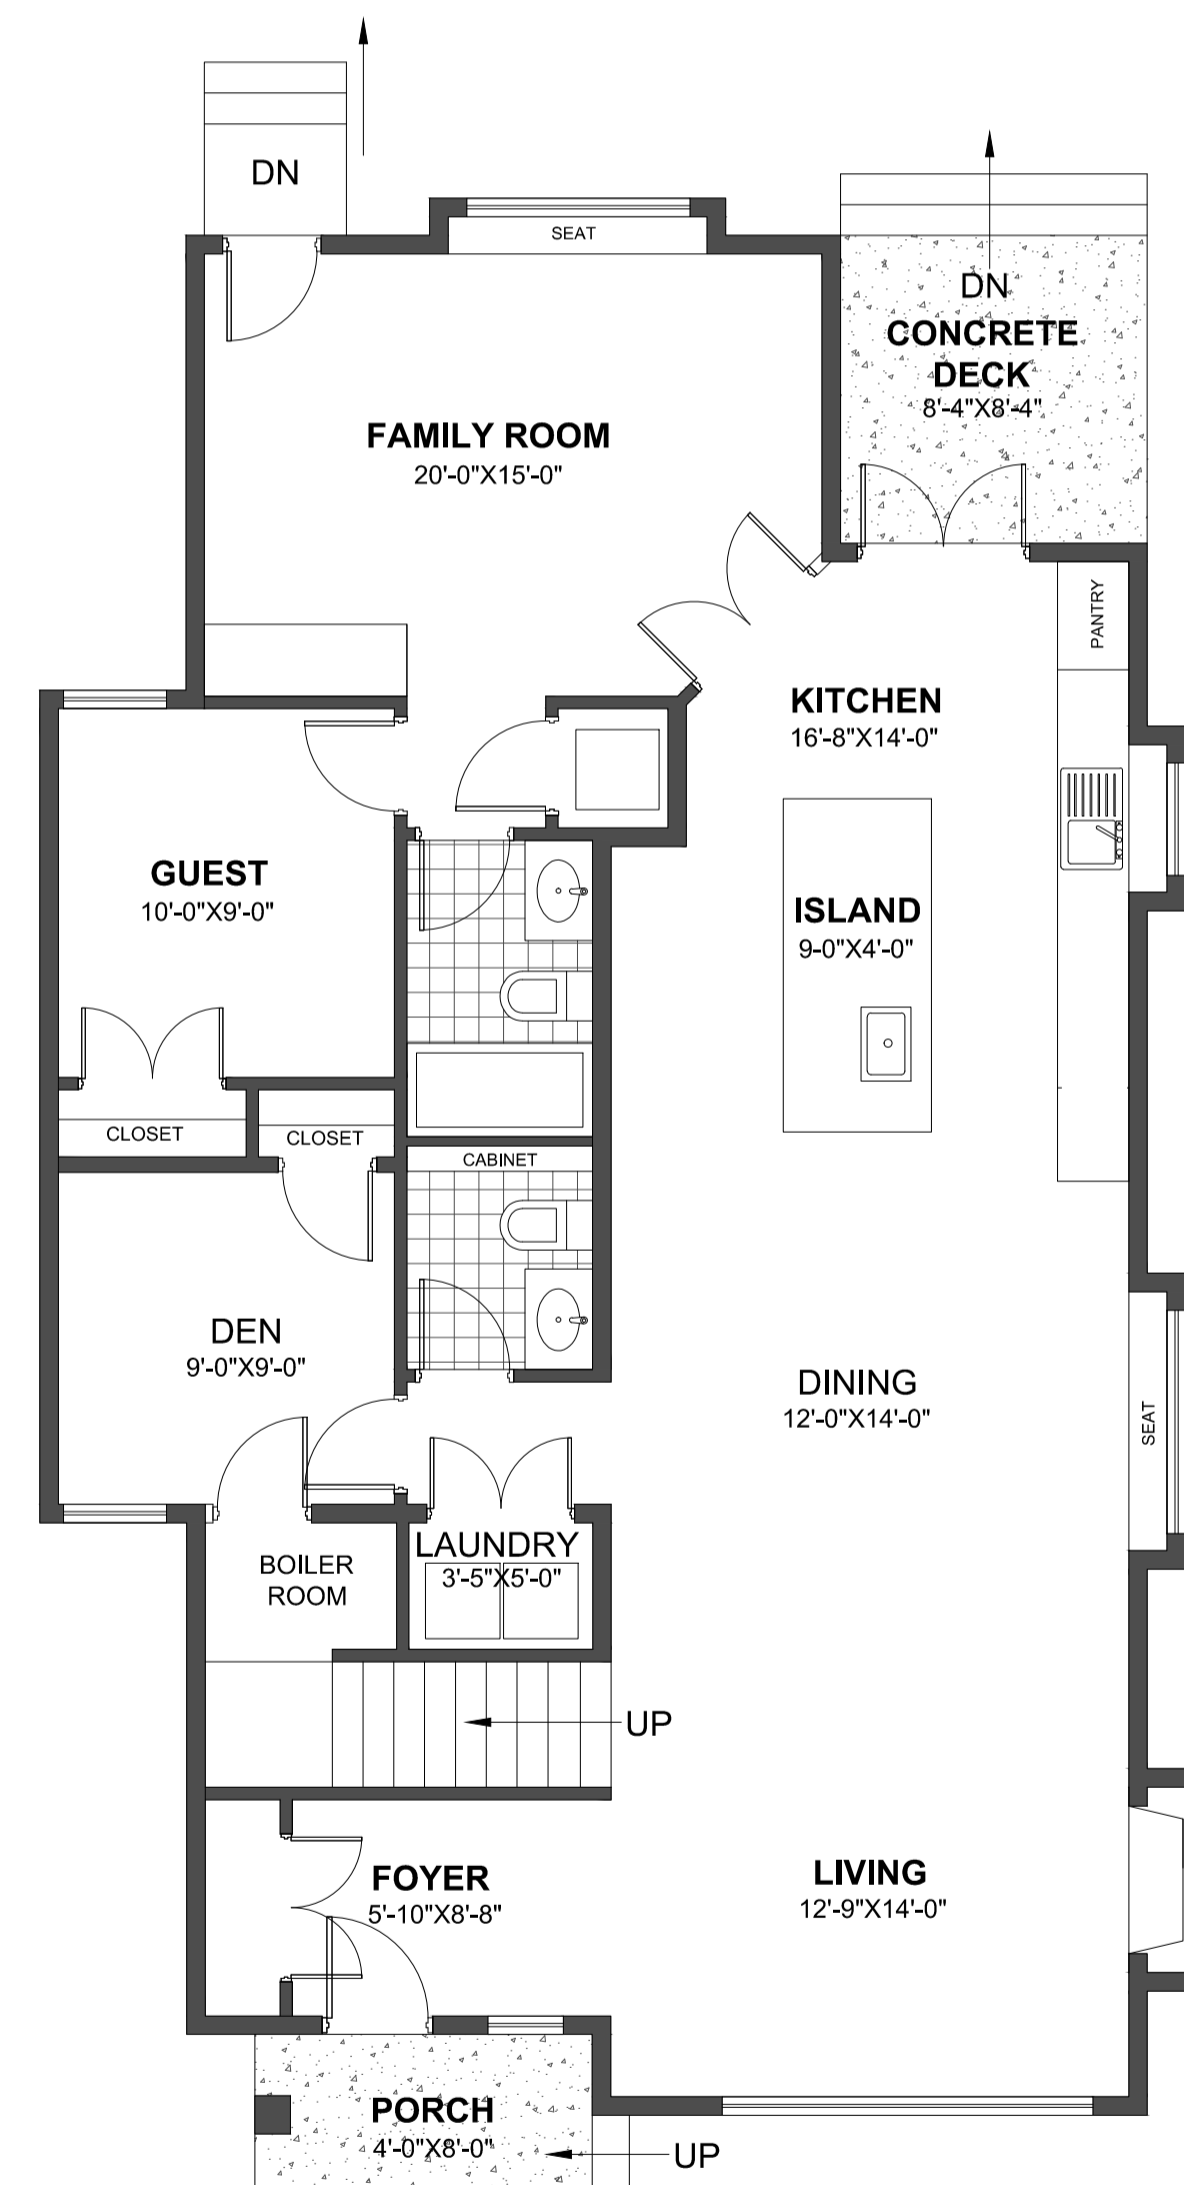 DN
SEAT
DN
CONCRETE
DECK
8'-4"X8'-4"
FAMILY ROOM
20'-0"X15'-0"
PANTRY
KITCHEN
16'-8"X14'-0"
GUEST
10'-0"X9'-0"
ISLAND
9-0"X4'-0"
CLOSET
CLOSET
CABINET
DEN
9'-0"X9'-0"
DINING
12'-0"X14'-0"
SEAT
LAUNDRY
3'-5"X5'-0"
BOILER
ROOM
UP
FOYER
5'-10"X8'-8"
LIVING
12'-9"X14'-0"
PORCH
4'-0"X8'-0"
UP